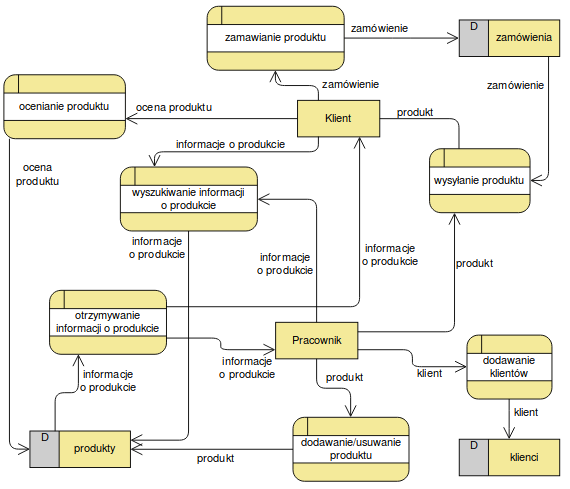 zamawianie produktu
zamówienie
D
zamówienia
zamówienie
zamówienie
ocenianie produktu
ocena produktu
Klient
produkt
informacje o produkcie
ocena
produktu
wyszukiwanie informacji
o produkcie
wysyłanie produktu
informacje
o produkcie
informacje
o produkcie
informacje
o produkcie
produkt
otrzymywanie
informacji o produkcie
Pracownik
informacje
o produkcie
klient
dodawanie
klientów
informacje
o produkcie
produkt
klient
D
produkty
produkt
dodawanie/usuwanie
produktu
D
klienci